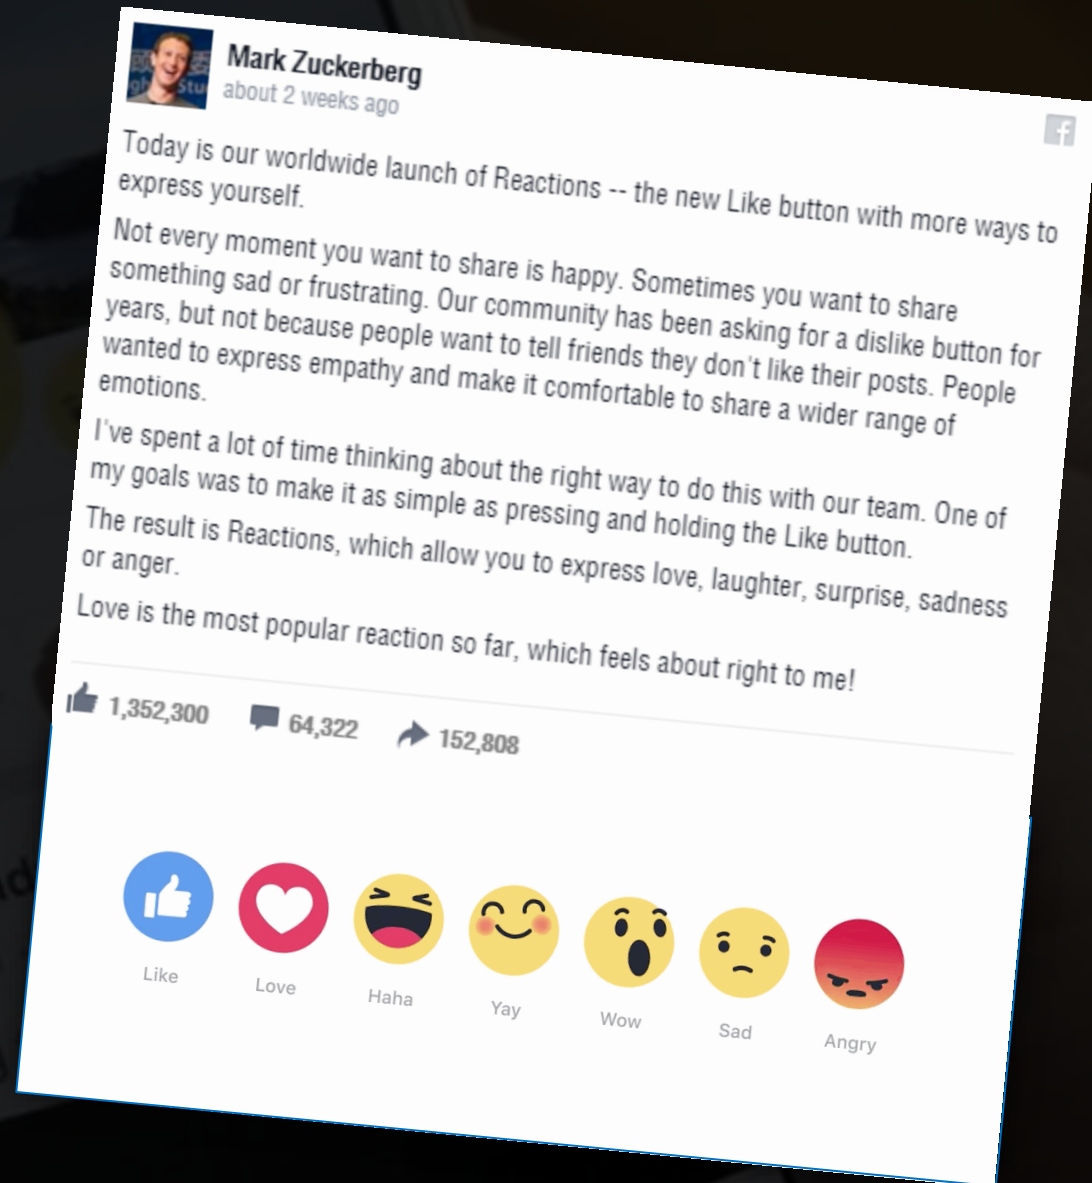 Mark Zuckerberg
about 2 weeks ago
Today is our worldwide launch of Reactions -- the new Like button with more ways to
express yourself.
Not every moment you want to share is happy. Sometimes you want to share
something sad or frustrating. Our community has been asking for a dislike button for
years, but not because people want to tell friends they don't like their posts. People
wanted to express empathy and make it comfortable to share a wider range of
emotions.
I've spent a lot of time thinking about the right way to do this with our team. One of
my goals was to make it as simple as pressing and holding the Like button.
The result is Reactions, which allow you to express love, laughter, surprise, sadness
or anger.
Love is the most popular reaction so far, which feels about right to me!
1,352,300 64,322 152,808
Like Love Haha Yay Wow Sad Angry